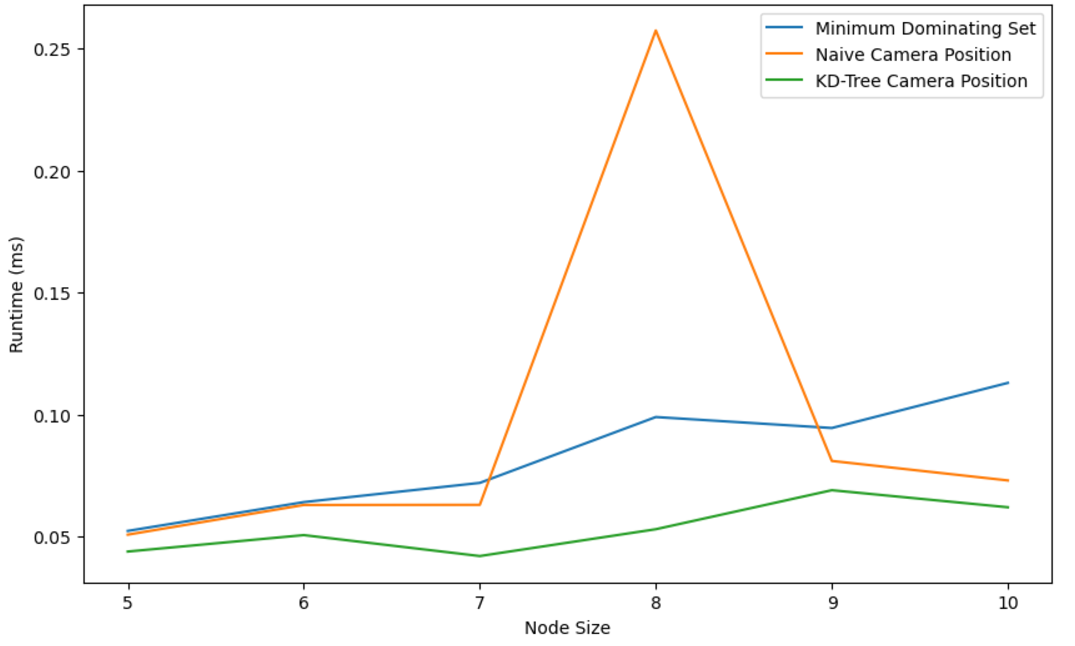 Minimum Dominating Set
Naive Camera Position
KD-Tree Camera Position
0.25
0.20
0.15
0.10
0.05
Runtime (ms)
5 6 7 8 9 10
Node Size